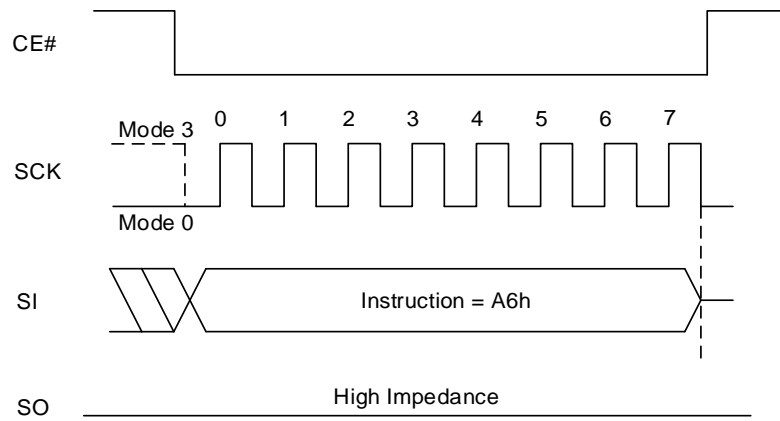 CE#
Mode 3
0 1 2 3 4 5 6 7
SCK
Mode 0
SI
Instruction = A6h
SO
High Impedance